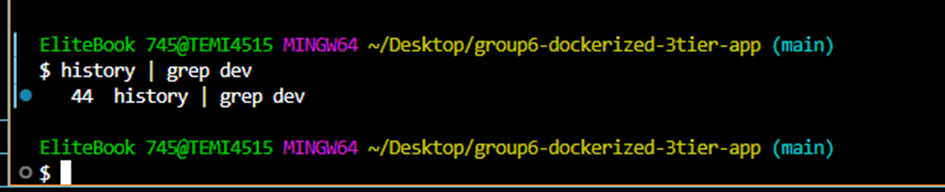 EliteBook 745@TEMI4515 MINGW64 ~/Desktop/group6-dockerized-3tier-app (main)
$ history | grep dev
   44  history | grep dev
EliteBook 745@TEMI4515 MINGW64 ~/Desktop/group6-dockerized-3tier-app (main)
$